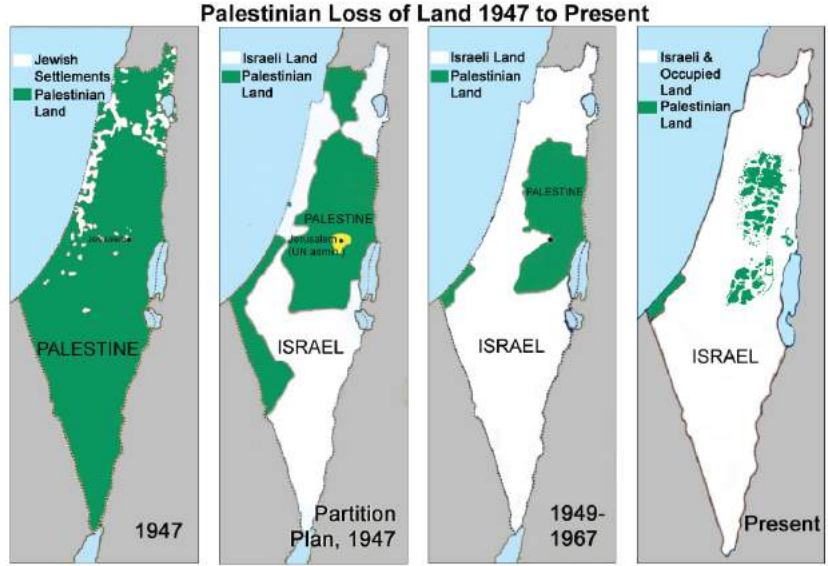 Palestinian Loss of Land 1947 to Present
Jewish
Settlements
Palestinian
Land
Jerusalem
PALESTINE
1947
Israeli Land
Palestinian
Land
PALESTINE
Jerusalem
(UN admin.)
ISRAEL
Partition
Plan, 1947
Israeli Land
Palestinian
Land
PALESTINE
ISRAEL
1949-
1967
Israeli &
Occupied
Land
Palestinian
Land
ISRAEL
Present